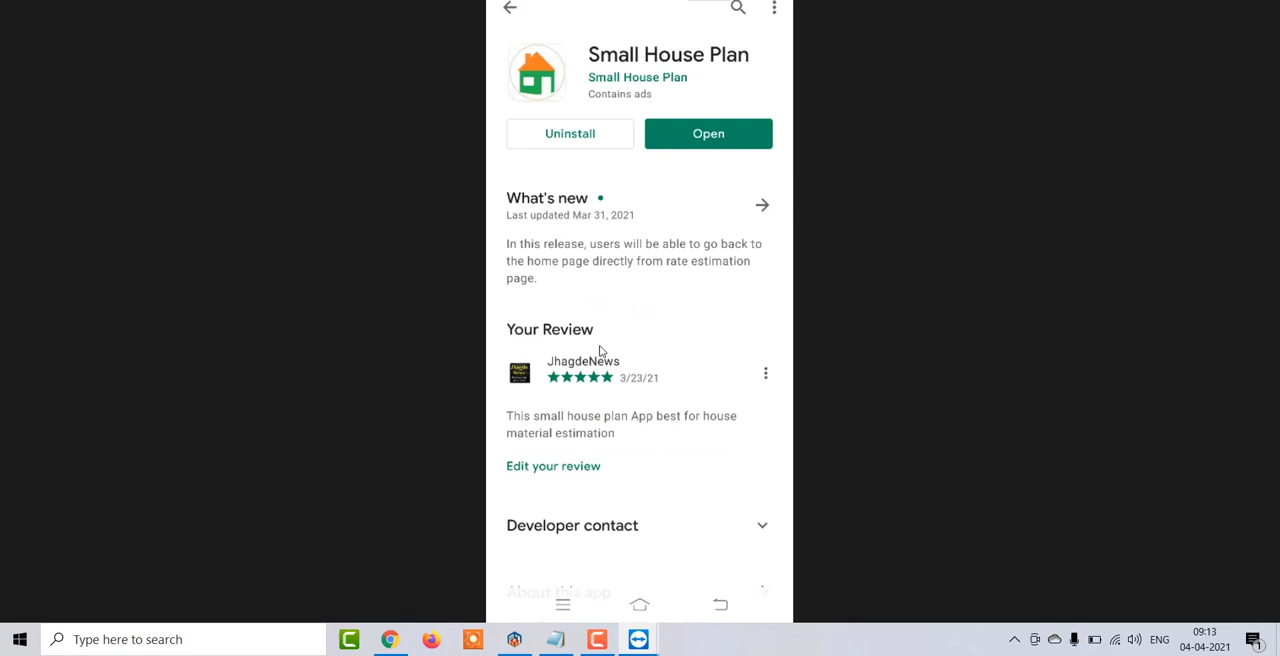 Small House Plan
Small House Plan
Contains ads
Uninstall
Open
What's new
Last updated Mar 31, 2021
In this release, users will be able to go back to
the home page directly from rate estimation
page.
Your Review
JhagdeNews
3/23/21
This small house plan App best for house
material estimation
Edit your review
Developer contact
About this app
Type here to search
ENG
09:13
04-04-2021